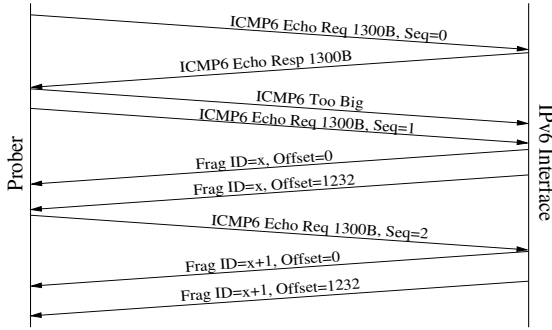 ICMP6 Echo Req 1300B, Seq=0
ICMP6 Echo Resp 1300B
ICMP6 Too Big
ICMP6 Echo Req 1300B, Seq=1
Frag ID=x, Offset=0
Frag ID=x, Offset=1232
ICMP6 Echo Req 1300B, Seq=2
Frag ID=x+1, Offset=0
Frag ID=x+1, Offset=1232
Prober
IPv6 Interface